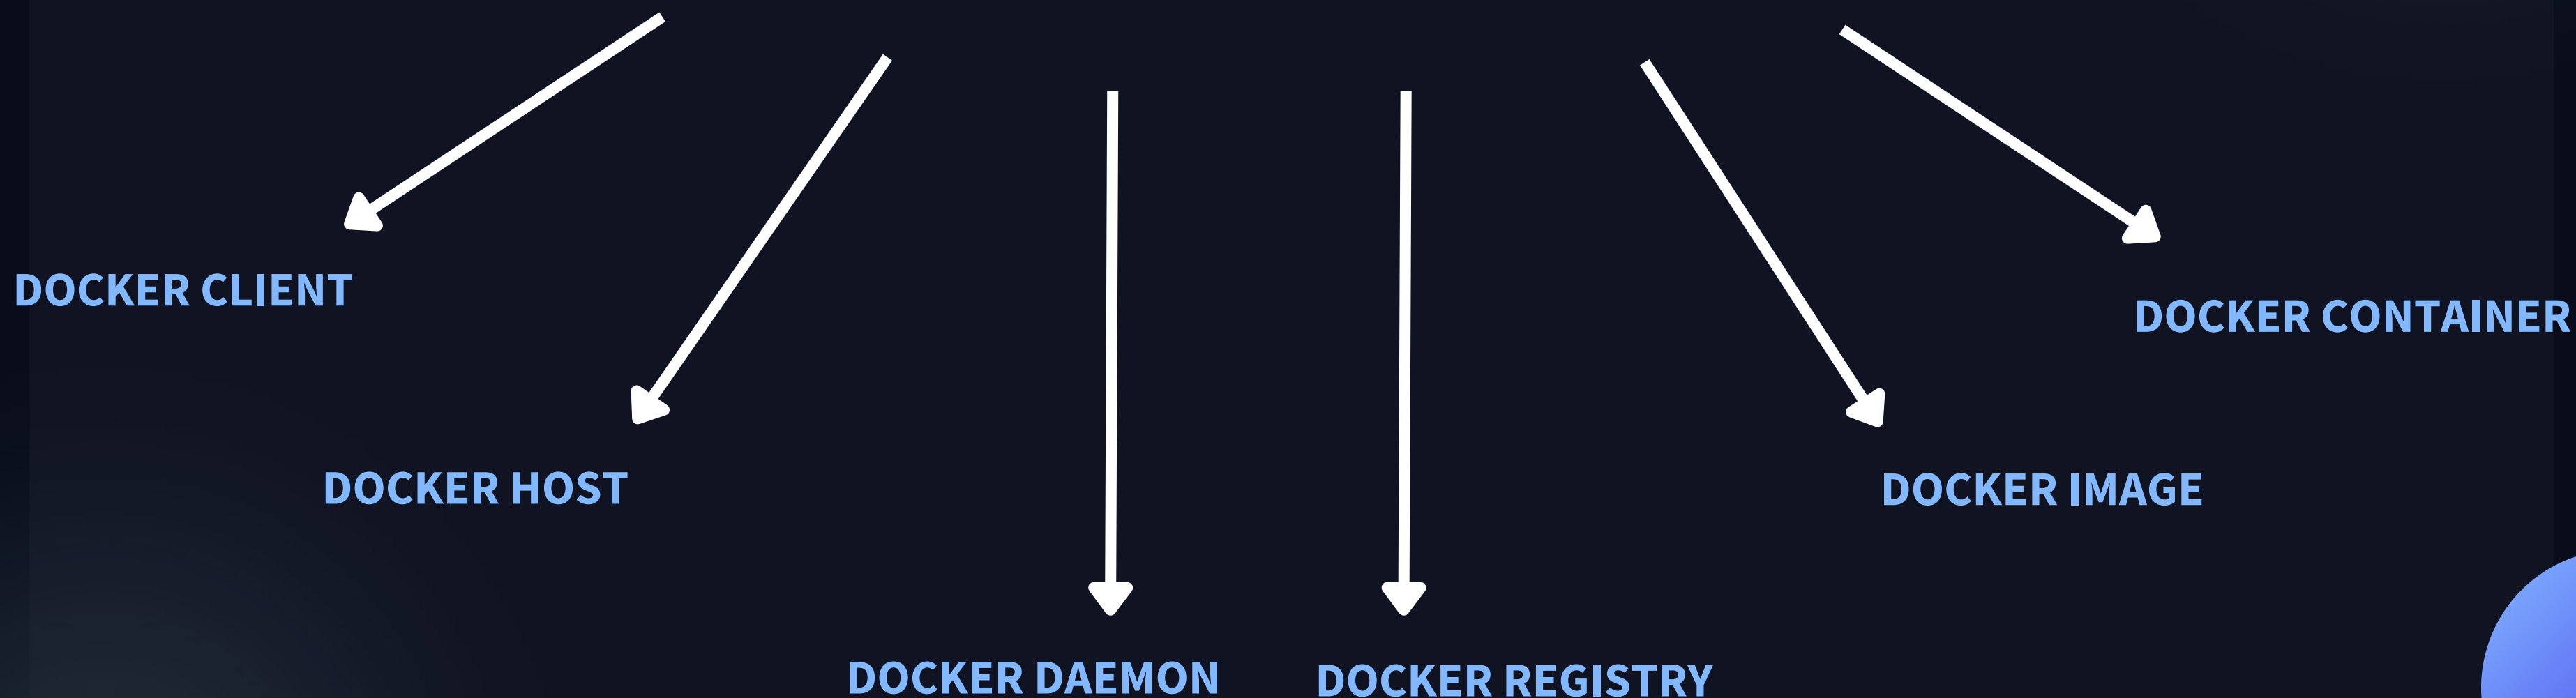 DOCKER CLIENT
DOCKER CONTAINER
DOCKER HOST
DOCKER IMAGE
DOCKER DAEMON
DOCKER REGISTRY